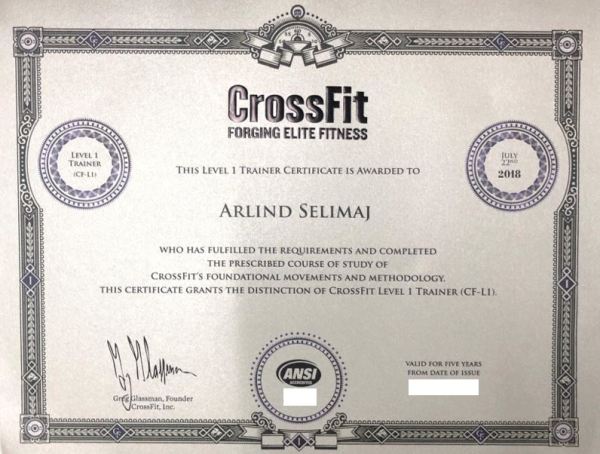 CrossFit
FORGING ELITE FITNESS
LEVEL 1
TRAINER
(CF-L1)
JULY
22ND
2018
THIS LEVEL 1 TRAINER CERTIFICATE IS AWARDED TO
ARLIND SELIMAJ
WHO HAS FULFILLED THE REQUIREMENTS AND COMPLETED
THE PRESCRIBED COURSE OF STUDY OF
CROSSFIT'S FOUNDATIONAL MOVEMENTS AND METHODOLOGY.
THIS CERTIFICATE GRANTS THE DISTINCTION OF CROSSFIT LEVEL 1 TRAINER (CF-L1).
Greg Glassman, Founder
CrossFit, Inc.
ANSI
ACCREDITED
VALID FOR FIVE YEARS
FROM DATE OF ISSUE